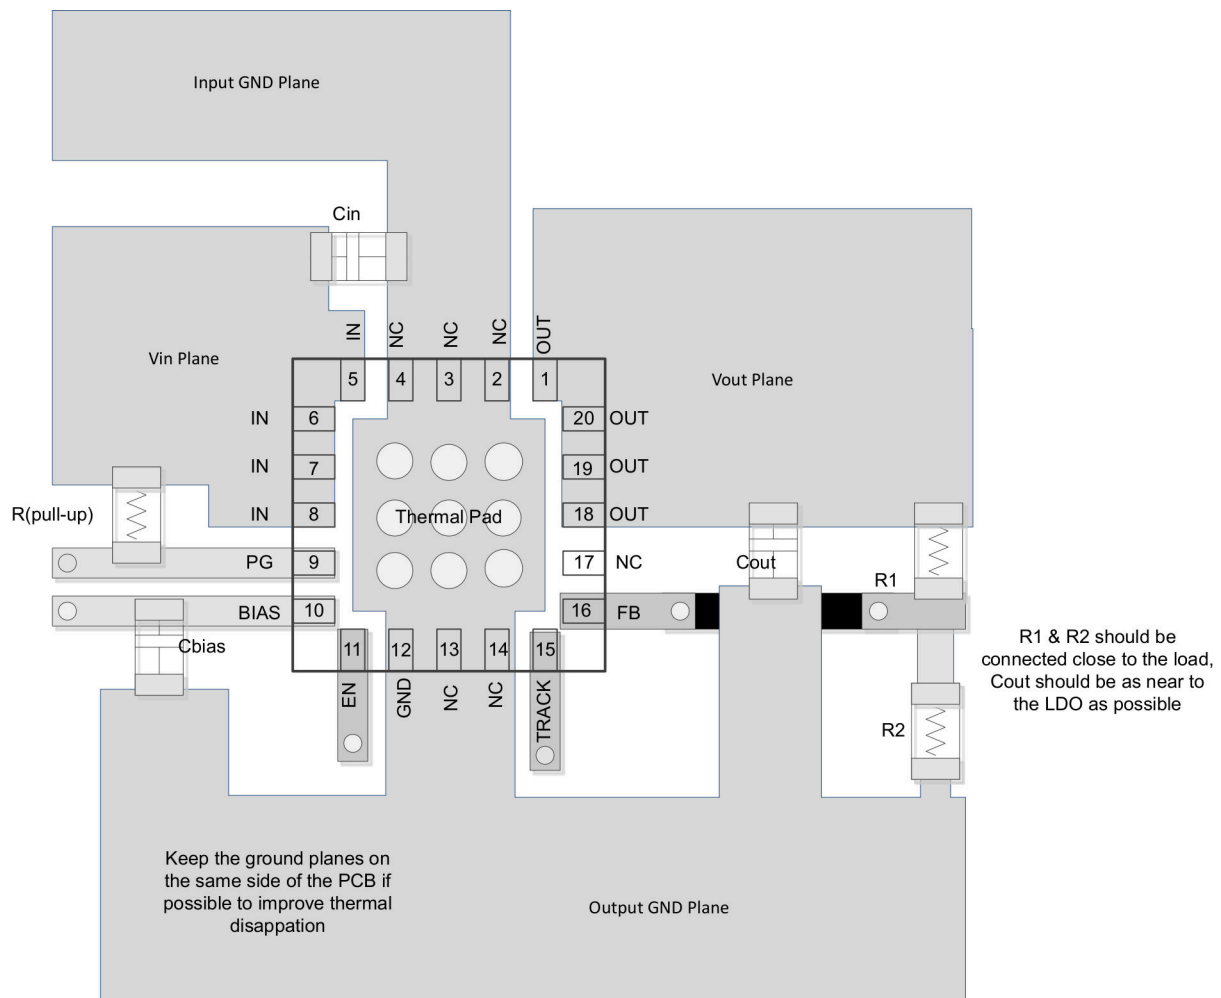 Input GND Plane
Cin
Vin Plane
IN
NC
NC
NC
OUT
5
4
3
2
1
Vout Plane
IN
6
20
OUT
IN
7
19
OUT
R(pull-up)
IN
8
Thermal Pad
18
OUT
PG
9
17
NC
Cout
R1
BIAS
10
16
FB
Cbias
11
12
13
14
15
EN
GND
NC
NC
TRACK
R1 & R2 should be
connected close to the load,
Cout should be as near to
the LDO as possible
R2
Keep the ground planes on
the same side of the PCB if
possible to improve thermal
disappation
Output GND Plane